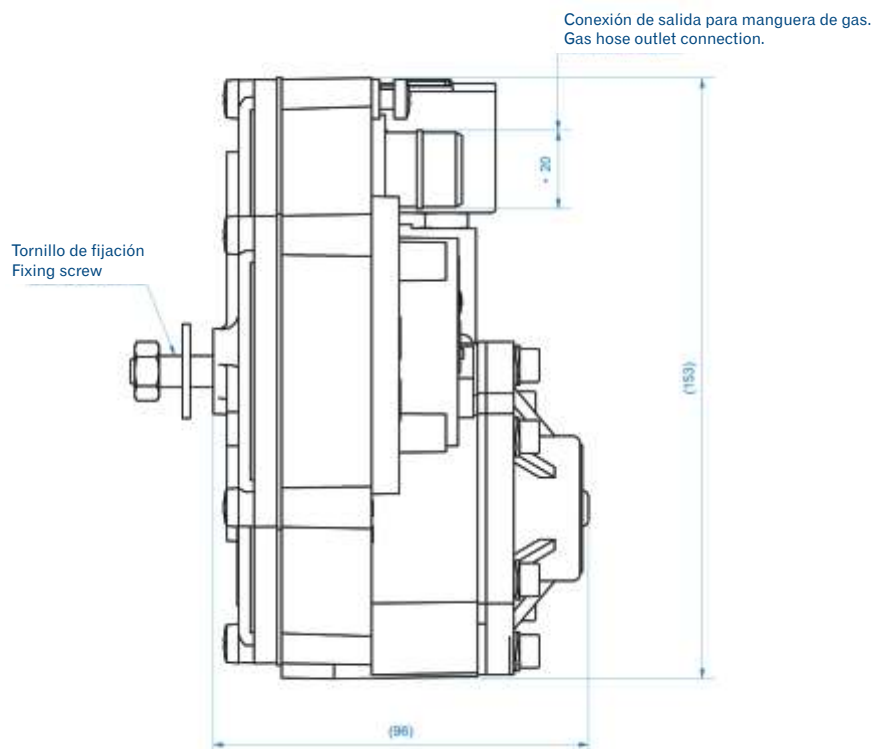 Conexión de salida para manguera de gas.
Gas hose outlet connection.
20
Tornillo de fijación
Fixing screw
(153)
(96)